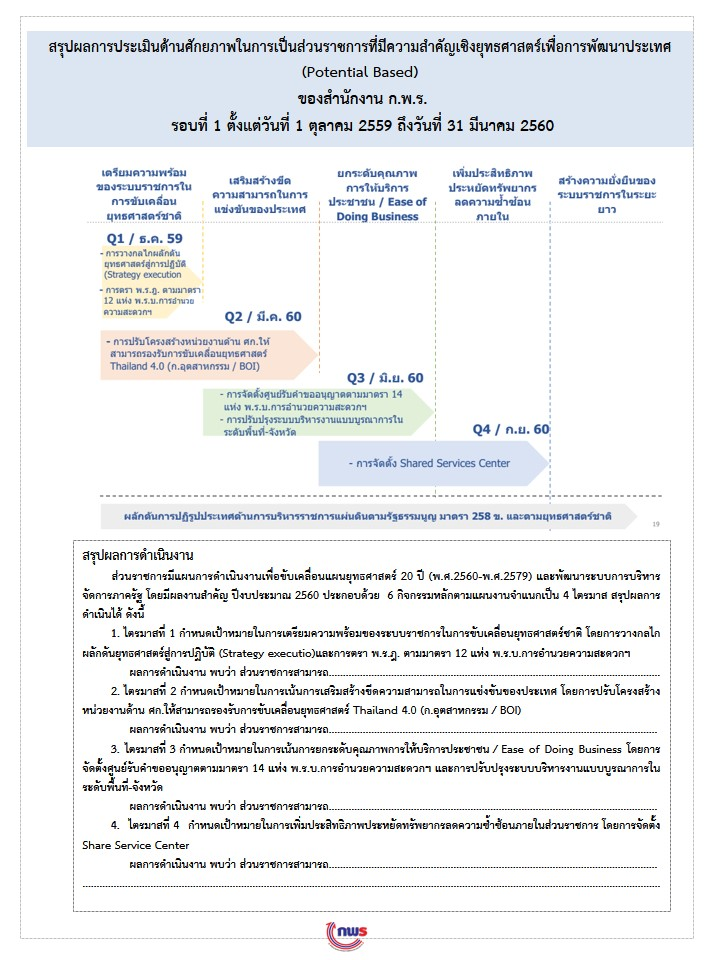 สรุปผลการประเมินด้านศักยภาพในการเป็นส่วนราชการที่มีความสำคัญเชิงยุทธศาสตร์เพื่อการพัฒนาประเทศ
(Potential Based)
ของสำนักงาน ก.พ.ร.
รอบที่ 1 ตั้งแต่วันที่ 1 ตุลาคม 2559 ถึงวันที่ 31 มีนาคม 2560
เตรียมความพร้อม
ของระบบราชการใน
การขับเคลื่อน
ยุทธศาสตร์ชาติ
เสริมสร้างขีด
ความสามารถในการ
แข่งขันของประเทศ
ยกระดับคุณภาพ
การให้บริการ
ประชาชน / Ease of
Doing Business
เพิ่มประสิทธิภาพ
ประหยัดทรัพยากร
ลดความซ้ำซ้อน
ภายใน
สร้างความยั่งยืนของ
ระบบราชการในระยะ
ยาว
Q1 / ธ.ค. 59
- การวางกลไกผลักดัน
ยุทธศาสตร์สู่การปฏิบัติ
(Strategy execution
- การตรา พ.ร.ฎ. ตามมาตรา
12 แห่ง พ.ร.บ.การอำนวย
ความสะดวกฯ
Q2 / มี.ค. 60
- การปรับโครงสร้างหน่วยงานด้าน ศก.ให้
สามารถรองรับการขับเคลื่อนยุทธศาสตร์
Thailand 4.0 (ก.อุตสาหกรรม / BOI)
Q3 / มิ.ย. 60
- การจัดตั้งศูนย์รับคำขออนุญาตตามมาตรา 14
แห่ง พ.ร.บ.การอำนวยความสะดวกฯ
- การปรับปรุงระบบบริหารงานแบบบูรณาการใน
ระดับพื้นที่-จังหวัด
Q4 / ก.ย. 60
- การจัดตั้ง Shared Services Center
ผลักดันการปฏิรูปประเทศด้านการบริหารราชการแผ่นดินตามรัฐธรรมนูญ มาตรา 258 ข. และตามยุทธศาสตร์ชาติ
19
สรุปผลการดำเนินงาน
ส่วนราชการมีแผนการดำเนินงานเพื่อขับเคลื่อนแผนยุทธศาสตร์ 20 ปี (พ.ศ.2560-พ.ศ.2579) และพัฒนาระบบการบริหาร
จัดการภาครัฐ โดยมีผลงานสำคัญ ปีงบประมาณ 2560 ประกอบด้วย 6 กิจกรรมหลักตามแผนงานจำแนกเป็น 4 ไตรมาส สรุปผลการ
ดำเนินได้ ดังนี้
1. ไตรมาสที่ 1 กำหนดเป้าหมายในการเตรียมความพร้อมของระบบราชการในการขับเคลื่อนยุทธศาสตร์ชาติ โดยการวางกลไก
ผลักดันยุทธศาสตร์สู่การปฏิบัติ (Strategy executio)และการตรา พ.ร.ฎ. ตามมาตรา 12 แห่ง พ.ร.บ.การอำนวยความสะดวกฯ
ผลการดำเนินงาน พบว่า ส่วนราชการสามารถ..........
2. ไตรมาสที่ 2 กำหนดเป้าหมายในการเน้นการเสริมสร้างขีดความสามารถในการแข่งขันของประเทศ โดยการปรับโครงสร้าง
หน่วยงานด้าน ศก.ให้สามารถรองรับการขับเคลื่อนยุทธศาสตร์ Thailand 4.0 (ก.อุตสาหกรรม / BOI)
ผลการดำเนินงาน พบว่า ส่วนราชการสามารถ..........
3. ไตรมาสที่ 3 กำหนดเป้าหมายในการเน้นการยกระดับคุณภาพการให้บริการประชาชน / Ease of Doing Business โดยการ
จัดตั้งศูนย์รับคำขออนุญาตตามมาตรา 14 แห่ง พ.ร.บ.การอำนวยความสะดวกฯ และการปรับปรุงระบบบริหารงานแบบบูรณาการใน
ระดับพื้นที่-จังหวัด
ผลการดำเนินงาน พบว่า ส่วนราชการสามารถ..........
4. ไตรมาสที่ 4 กำหนดเป้าหมายในการเพิ่มประสิทธิภาพประหยัดทรัพยากรลดความซ้ำซ้อนภายในส่วนราชการ โดยการจัดตั้ง
Share Service Center
ผลการดำเนินงาน พบว่า ส่วนราชการสามารถ..........
..........
กพร